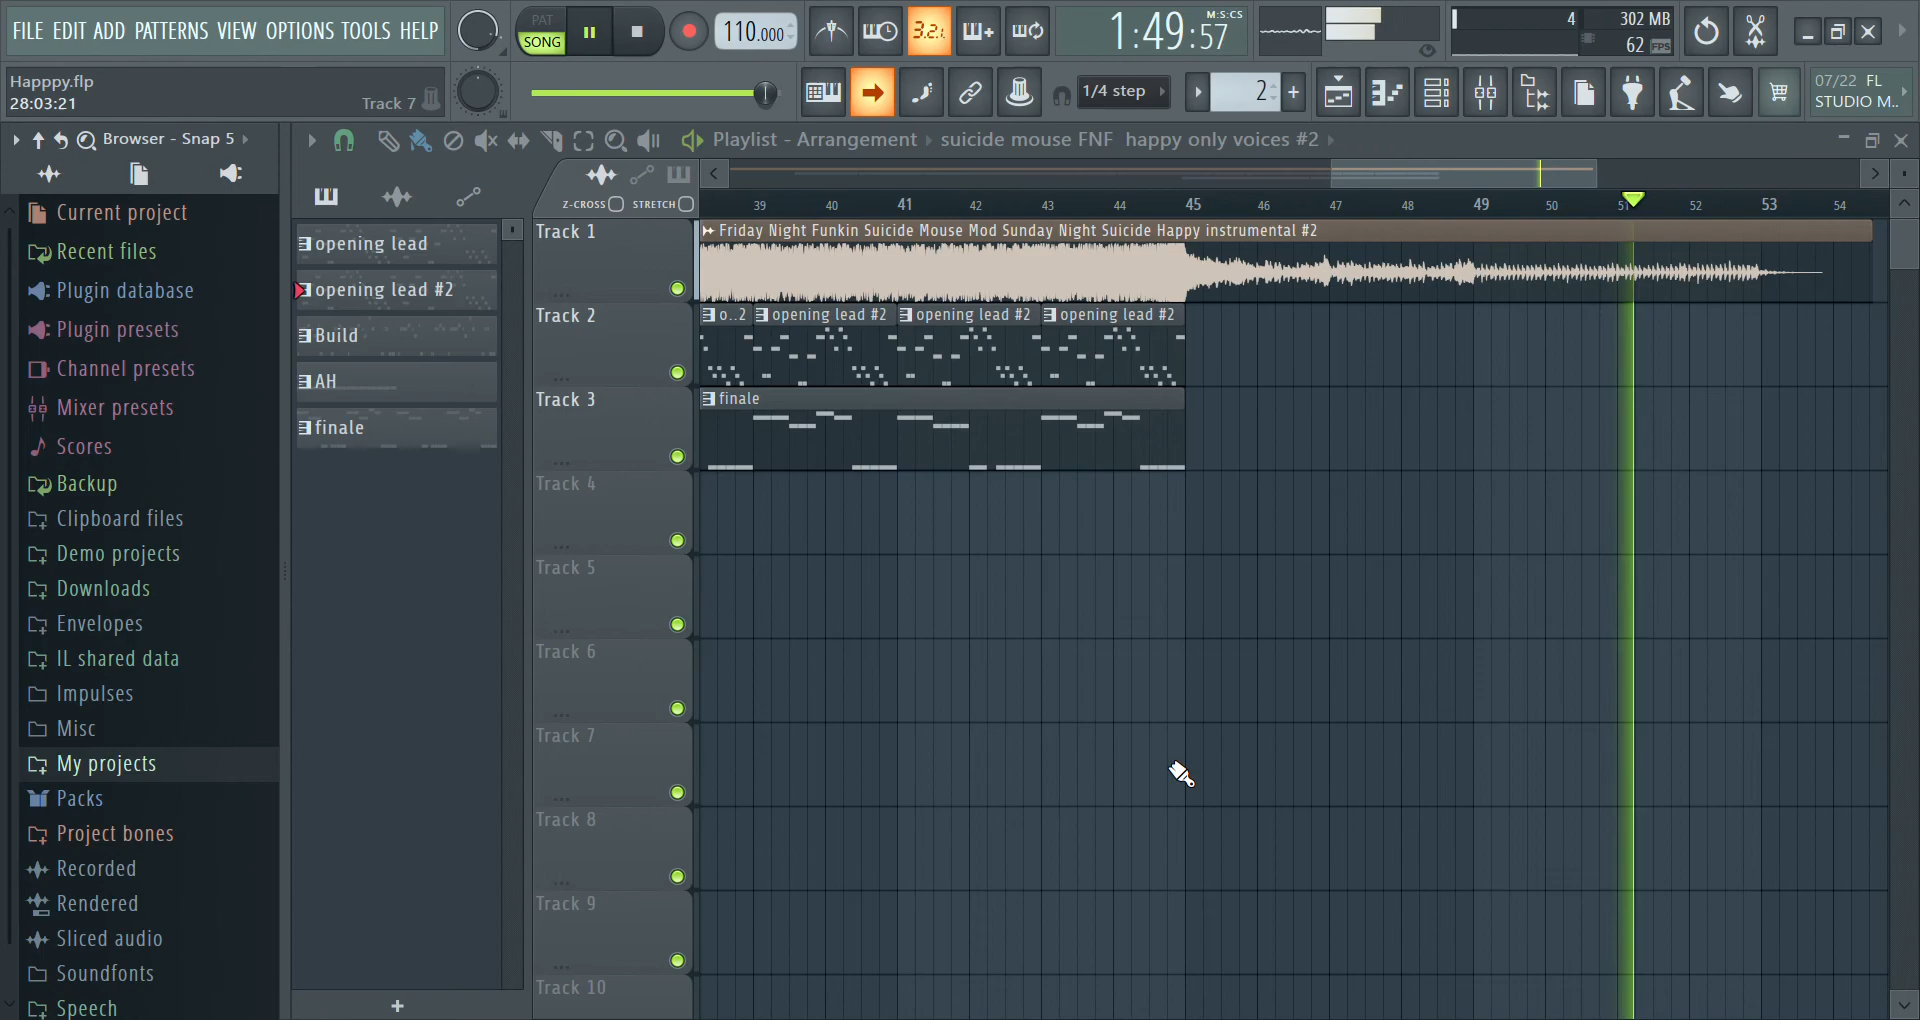 FILE EDIT ADD PATTERNS VIEW OPTIONS TOOLS HELP
PAT
SONG
110.000
3.2.1.
1:49:57
M:S:CS
4
302 MB
62 FPS
Happpy.flp
28:03:21
Track 7
1/4 step
2
07/22 FL
STUDIO M..
Browser - Snap 5
Playlist - Arrangement
suicide mouse FNF happy only voices #2
Current project
Recent files
Plugin database
Plugin presets
Channel presets
Mixer presets
Scores
Backup
Clipboard files
Demo projects
Downloads
Envelopes
IL shared data
Impulses
Misc
My projects
Packs
Project bones
Recorded
Rendered
Sliced audio
Soundfonts
Speech
opening lead
opening lead #2
Build
AH
finale
+
Z-CROSS
STRETCH
39 40 41 42 43 44 45 46 47 48 49 50 51 52 53 54
Track 1
Friday Night Funkin Suicide Mouse Mod Sunday Night Suicide Happy instrumental #2
Track 2
o..2
opening lead #2
opening lead #2
opening lead #2
Track 3
finale
Track 4
Track 5
Track 6
Track 7
Track 8
Track 9
Track 10